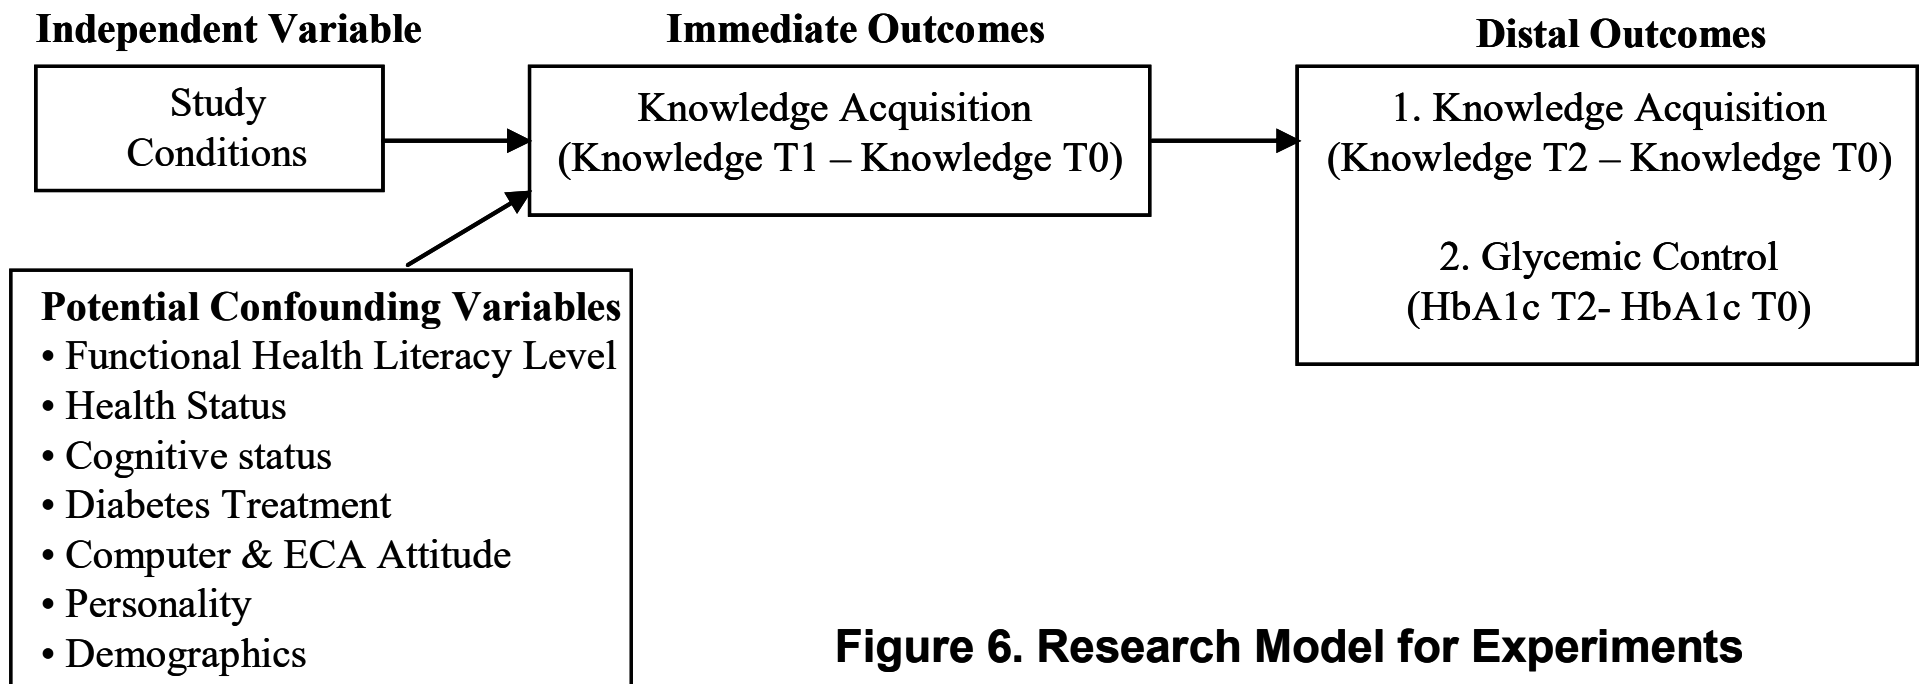 Independent Variable
Study
Conditions
Immediate Outcomes
Knowledge Acquisition
(Knowledge T1 – Knowledge T0)
Distal Outcomes
1. Knowledge Acquisition
(Knowledge T2 – Knowledge T0)
2. Glycemic Control
(HbA1c T2- HbA1c T0)
Potential Confounding Variables
• Functional Health Literacy Level
• Health Status
• Cognitive status
• Diabetes Treatment
• Computer & ECA Attitude
• Personality
• Demographics
Figure 6. Research Model for Experiments